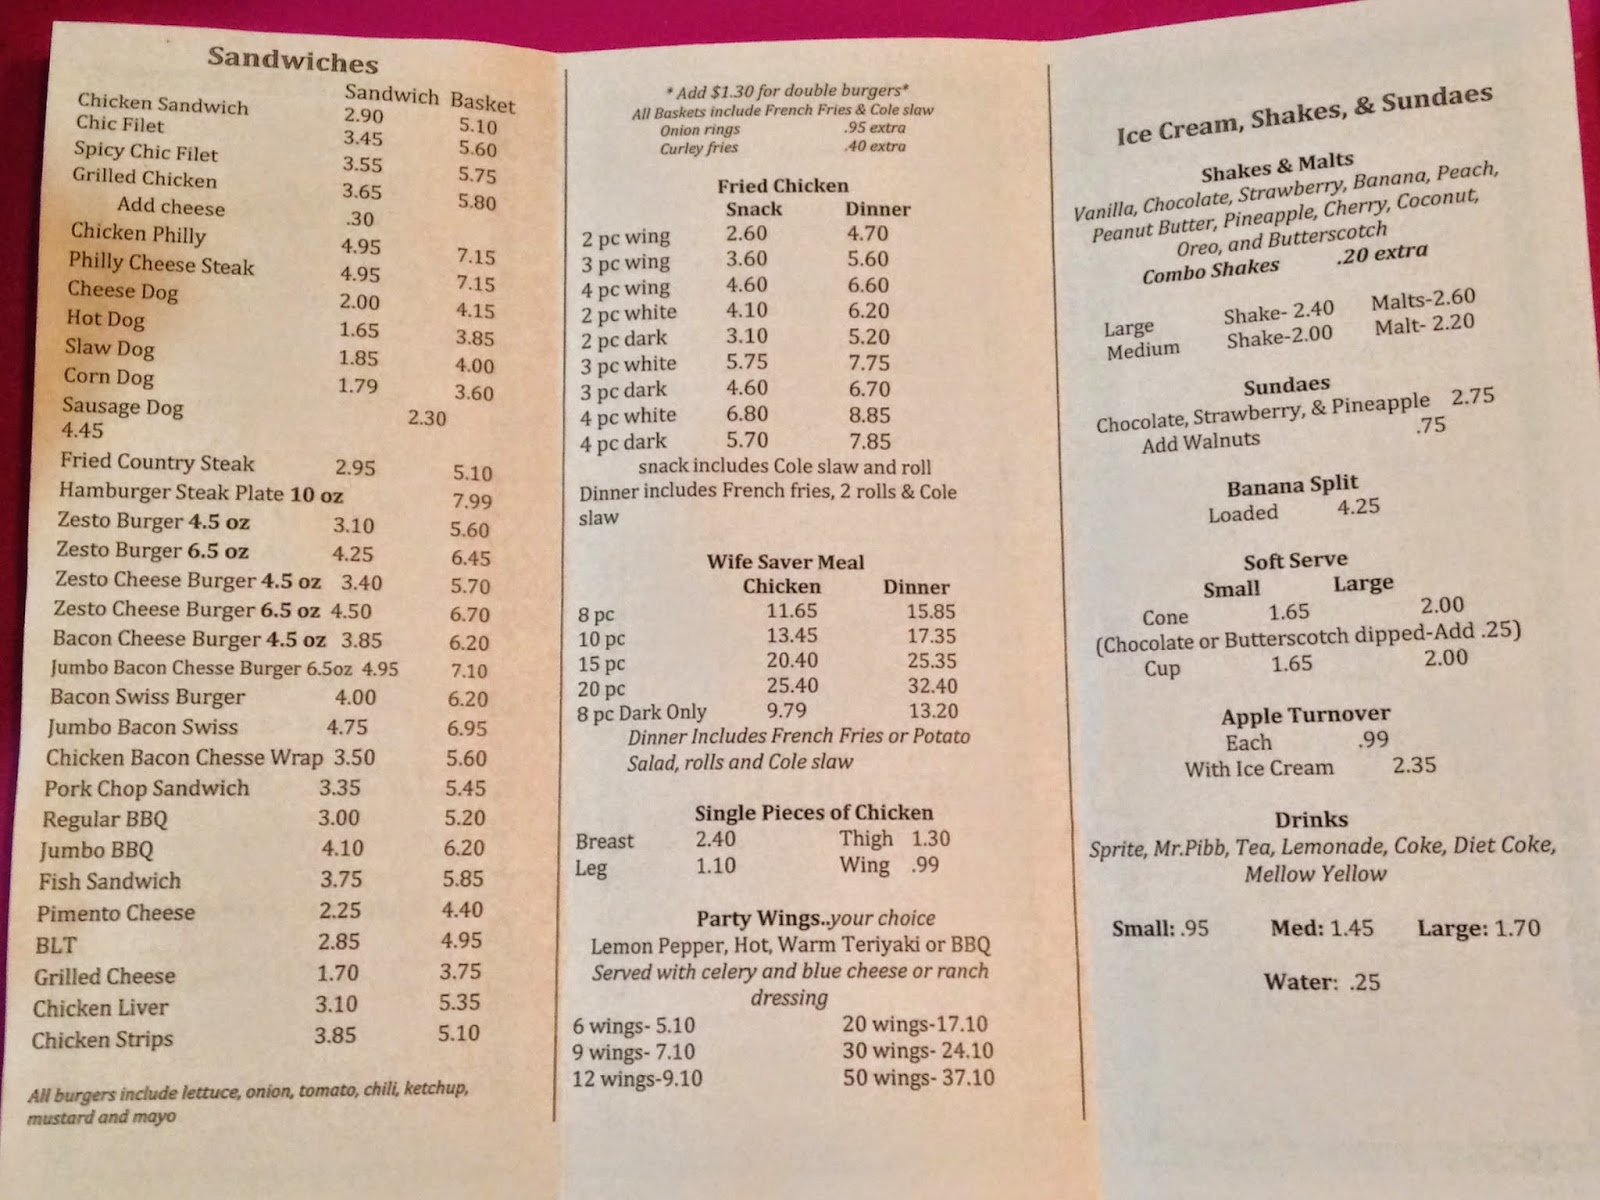 Sandwiches
Sandwich Basket
Chicken Sandwich 2.90 5.10
Chic Filet 3.45 5.60
Spicy Chic Filet 3.55 5.75
Grilled Chicken 3.65 5.80
Add cheese .30
Chicken Philly 4.95 7.15
Philly Cheese Steak 4.95 7.15
Cheese Dog 2.00 4.15
Hot Dog 1.65 3.85
Slaw Dog 1.85 4.00
Corn Dog 1.79 3.60
Sausage Dog 2.30
4.45
Fried Country Steak 2.95 5.10
Hamburger Steak Plate 10 oz 7.99
Zesto Burger 4.5 oz 3.10 5.60
Zesto Burger 6.5 oz 4.25 6.45
Zesto Cheese Burger 4.5 oz 3.40 5.70
Zesto Cheese Burger 6.5 oz 4.50 6.70
Bacon Cheese Burger 4.5 oz 3.85 6.20
Jumbo Bacon Chesse Burger 6.5oz 4.95 7.10
Bacon Swiss Burger 4.00 6.20
Jumbo Bacon Swiss 4.75 6.95
Chicken Bacon Chesse Wrap 3.50 5.60
Pork Chop Sandwich 3.35 5.45
Regular BBQ 3.00 5.20
Jumbo BBQ 4.10 6.20
Fish Sandwich 3.75 5.85
Pimento Cheese 2.25 4.40
BLT 2.85 4.95
Grilled Cheese 1.70 3.75
Chicken Liver 3.10 5.35
Chicken Strips 3.85 5.10
All burgers include lettuce, onion, tomato, chili, ketchup,
mustard and mayo
* Add $1.30 for double burgers*
All Baskets include French Fries & Cole slaw
Onion rings .95 extra
Curley fries .40 extra
Fried Chicken
Snack Dinner
2 pc wing 2.60 4.70
3 pc wing 3.60 5.60
4 pc wing 4.60 6.60
2 pc white 4.10 6.20
2 pc dark 3.10 5.20
3 pc white 5.75 7.75
3 pc dark 4.60 6.70
4 pc white 6.80 8.85
4 pc dark 5.70 7.85
snack includes Cole slaw and roll
Dinner includes French fries, 2 rolls & Cole
slaw
Wife Saver Meal
Chicken Dinner
8 pc 11.65 15.85
10 pc 13.45 17.35
15 pc 20.40 25.35
20 pc 25.40 32.40
8 pc Dark Only 9.79 13.20
Dinner Includes French Fries or Potato
Salad, rolls and Cole slaw
Single Pieces of Chicken
Breast 2.40 Thigh 1.30
Leg 1.10 Wing .99
Party Wings..your choice
Lemon Pepper, Hot, Warm Teriyaki or BBQ
Served with celery and blue cheese or ranch
dressing
6 wings- 5.10 20 wings-17.10
9 wings- 7.10 30 wings- 24.10
12 wings-9.10 50 wings- 37.10
Ice Cream, Shakes, & Sundaes
Shakes & Malts
Vanilla, Chocolate, Strawberry, Banana, Peach,
Peanut Butter, Pineapple, Cherry, Coconut,
Oreo, and Butterscotch
Combo Shakes .20 extra
Large Shake- 2.40 Malts-2.60
Medium Shake-2.00 Malt- 2.20
Sundaes
Chocolate, Strawberry, & Pineapple 2.75
Add Walnuts .75
Banana Split
Loaded 4.25
Soft Serve
Small Large
Cone 1.65 2.00
(Chocolate or Butterscotch dipped-Add .25)
Cup 1.65 2.00
Apple Turnover
Each .99
With Ice Cream 2.35
Drinks
Sprite, Mr.Pibb, Tea, Lemonade, Coke, Diet Coke,
Mellow Yellow
Small: .95 Med: 1.45 Large: 1.70
Water: .25